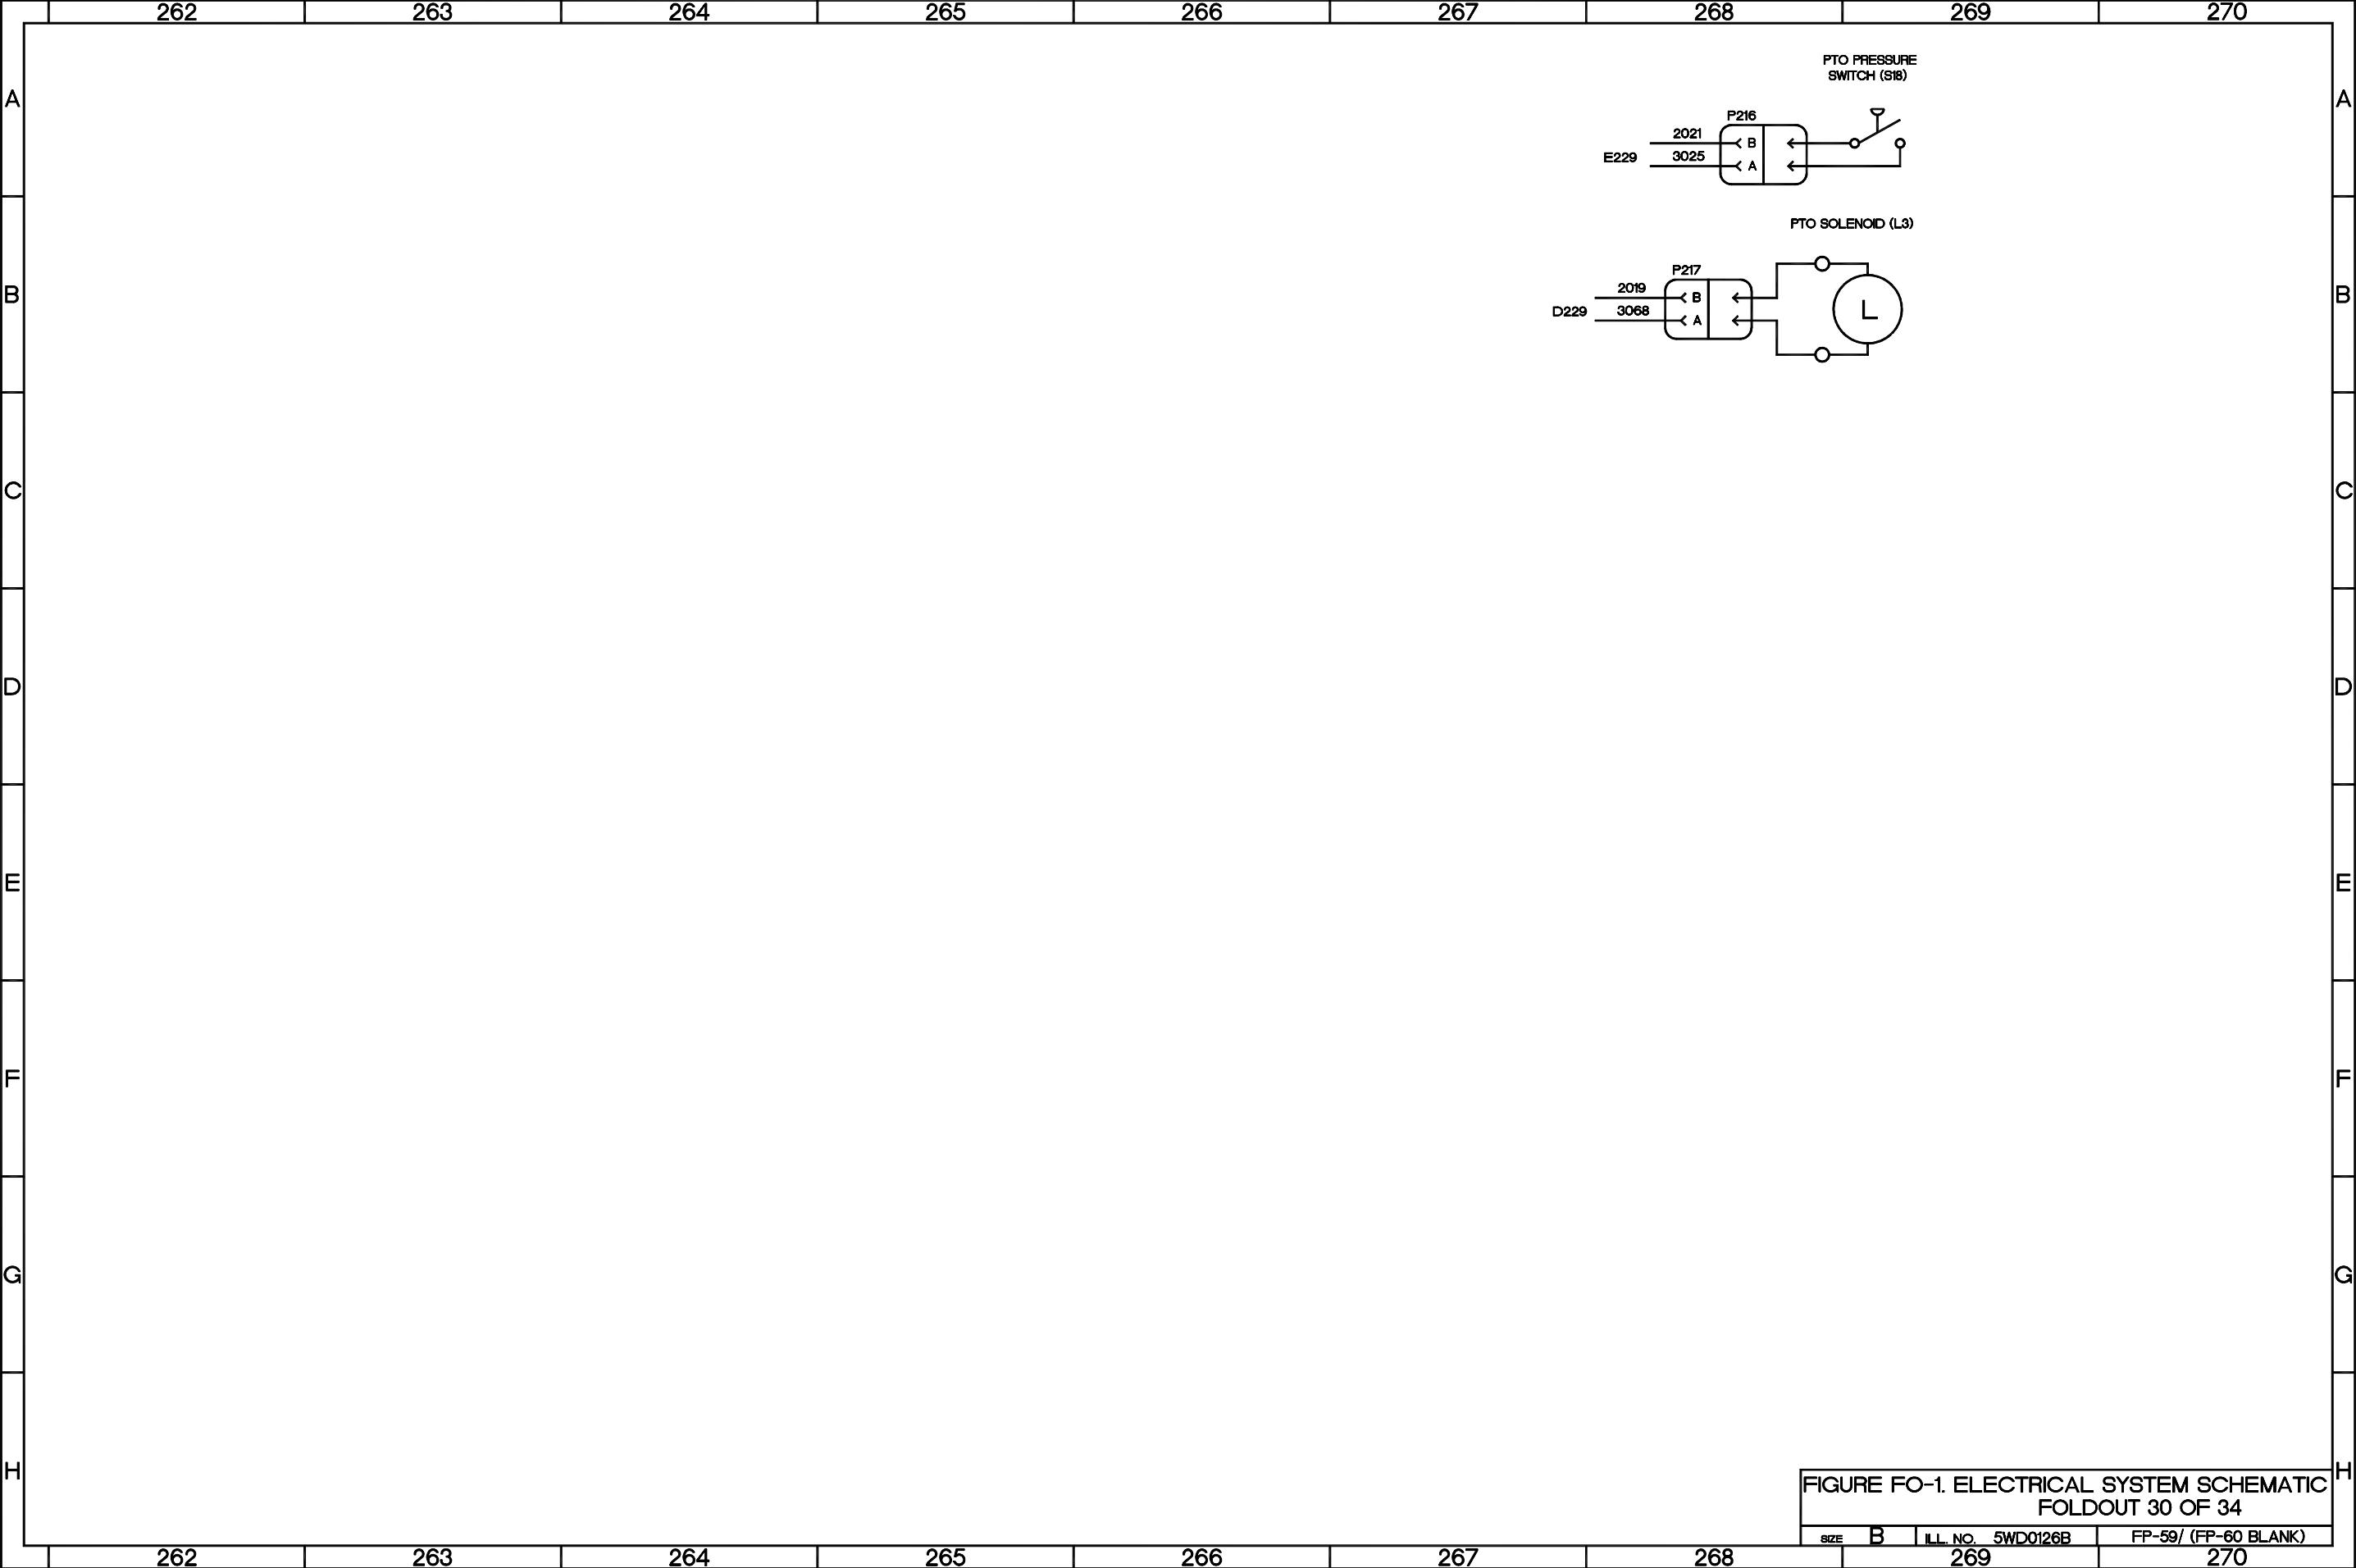 262 263 264 265 266 267 268 269 270
PTO PRESSURE
SWITCH (S18)
A A
P216
2021 B
E229 3025 A
PTO SOLENOID (L3)
P217
2019 B
D229 3068 A
L
B B
C C
D D
E E
F F
G G
H H
FIGURE FO-1. ELECTRICAL SYSTEM SCHEMATIC
FOLDOUT 30 OF 34
SIZE B ILL. NO. 5WD0126B FP-59/ (FP-60 BLANK)
262 263 264 265 266 267 268 269 270